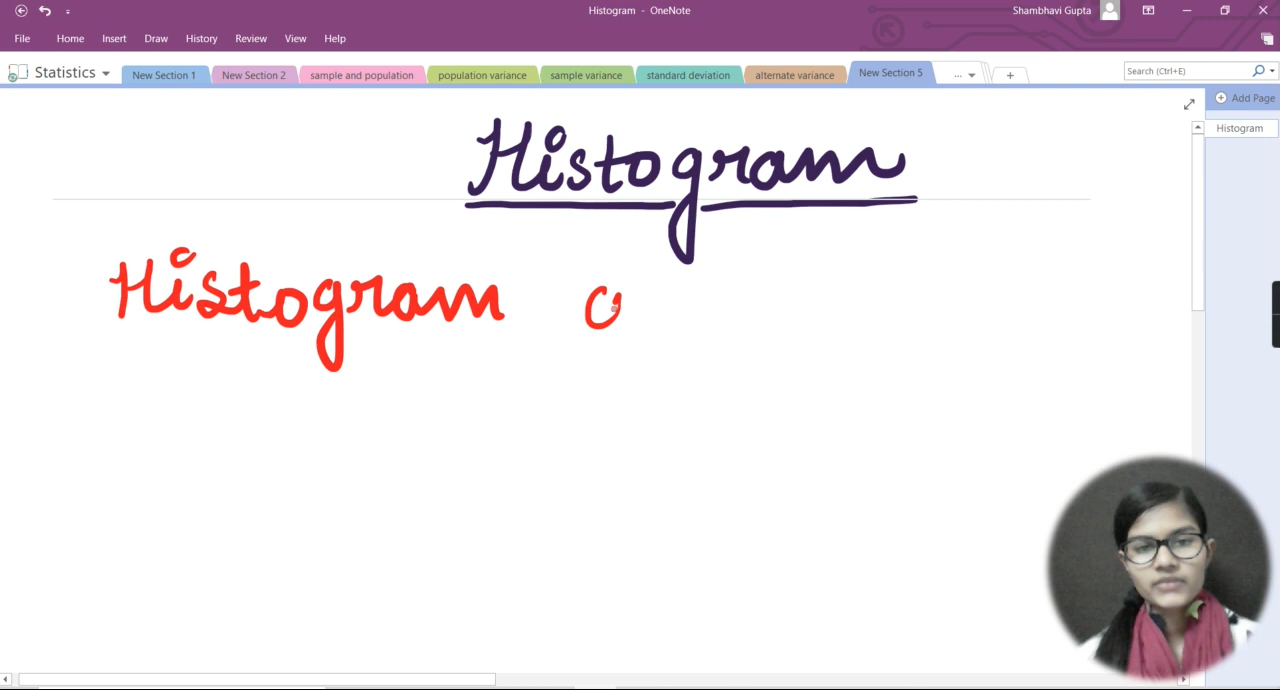 Histogram - OneNote
Shambhavi Gupta
File Home Insert Draw History Review View Help
Statistics
New Section 1 New Section 2 sample and population population variance sample variance standard deviation alternate variance New Section 5 ... +
Search (Ctrl+E)
Add Page
Histogram
Histogram
Histogram